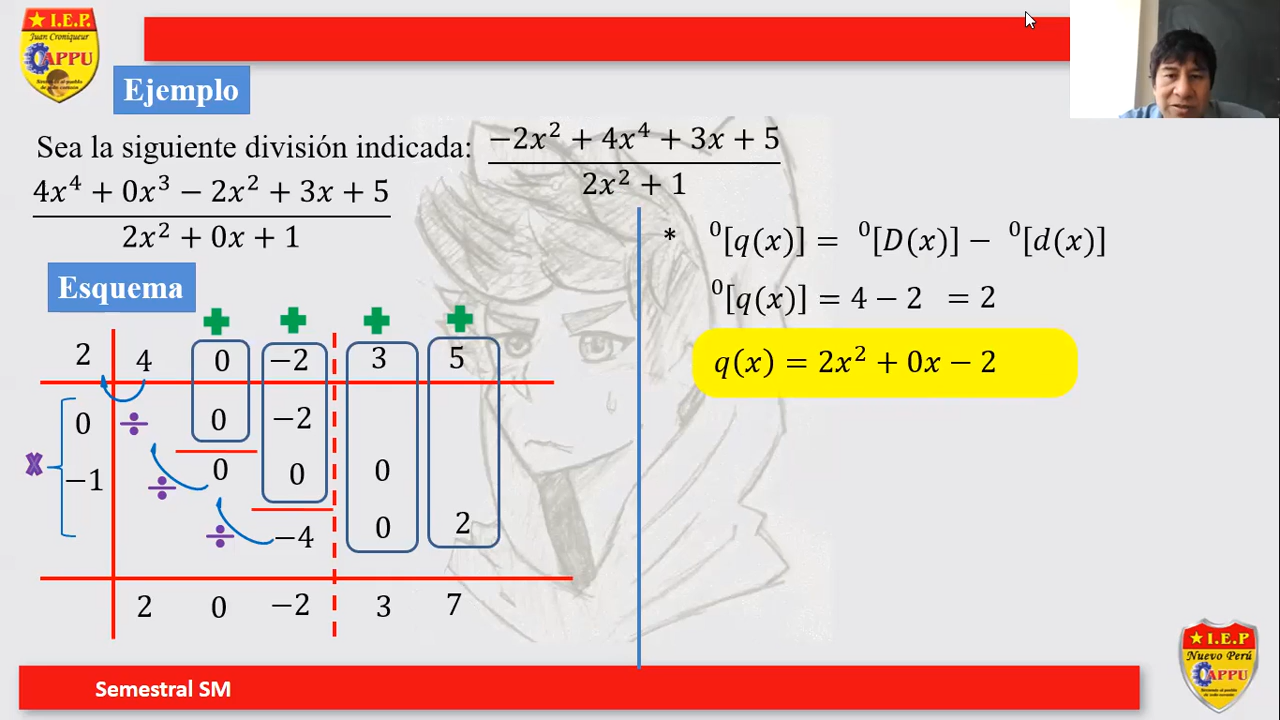 I.E.P.
Juan Croniqueur
CAPPU
Ejemplo
Sea la siguiente división indicada: (−2x² + 4x⁴ + 3x + 5)/(2x² + 1)
(4x⁴ + 0x³ − 2x² + 3x + 5)/(2x² + 0x + 1)
* ⁰[q(x)] = ⁰[D(x)] − ⁰[d(x)]
⁰[q(x)] = 4 − 2 = 2
q(x) = 2x² + 0x − 2
Esquema
2 4 0 −2 3 5
0 ÷ 0 −2
× −1 ÷ 0 0 0
÷ −4 0 2
2 0 −2 3 7
Semestral SM
I.E.P
Nuevo Perú
CAPPU